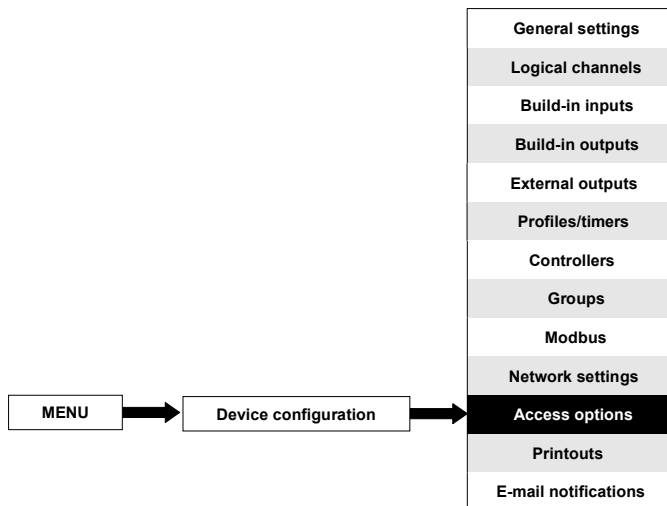 General settings
Logical channels
Build-in inputs
Build-in outputs
External outputs
Profiles/timers
Controllers
Groups
Modbus
Network settings
MENU
Device configuration
Access options
Printouts
E-mail notifications